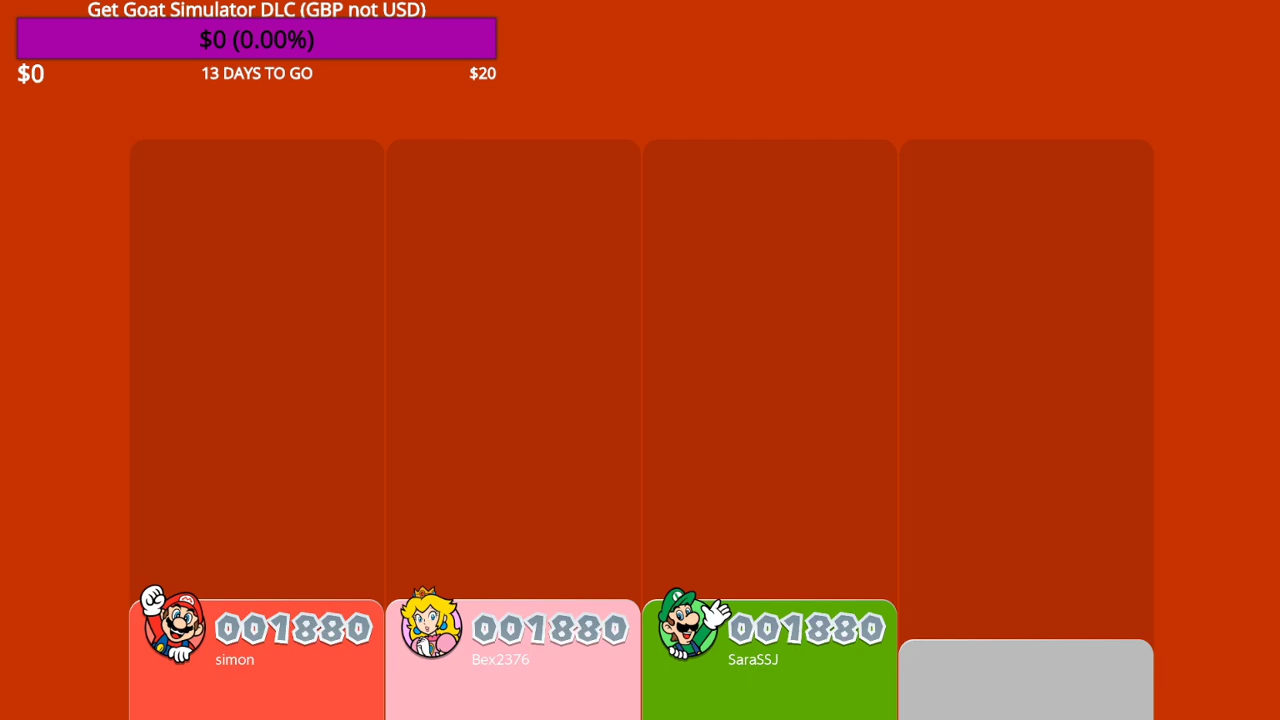 Get Goat Simulator DLC (GBP not USD)
$0 (0.00%)
$0 13 DAYS TO GO $20
001880 001880 001880
simon Bex2376 SaraSSJ